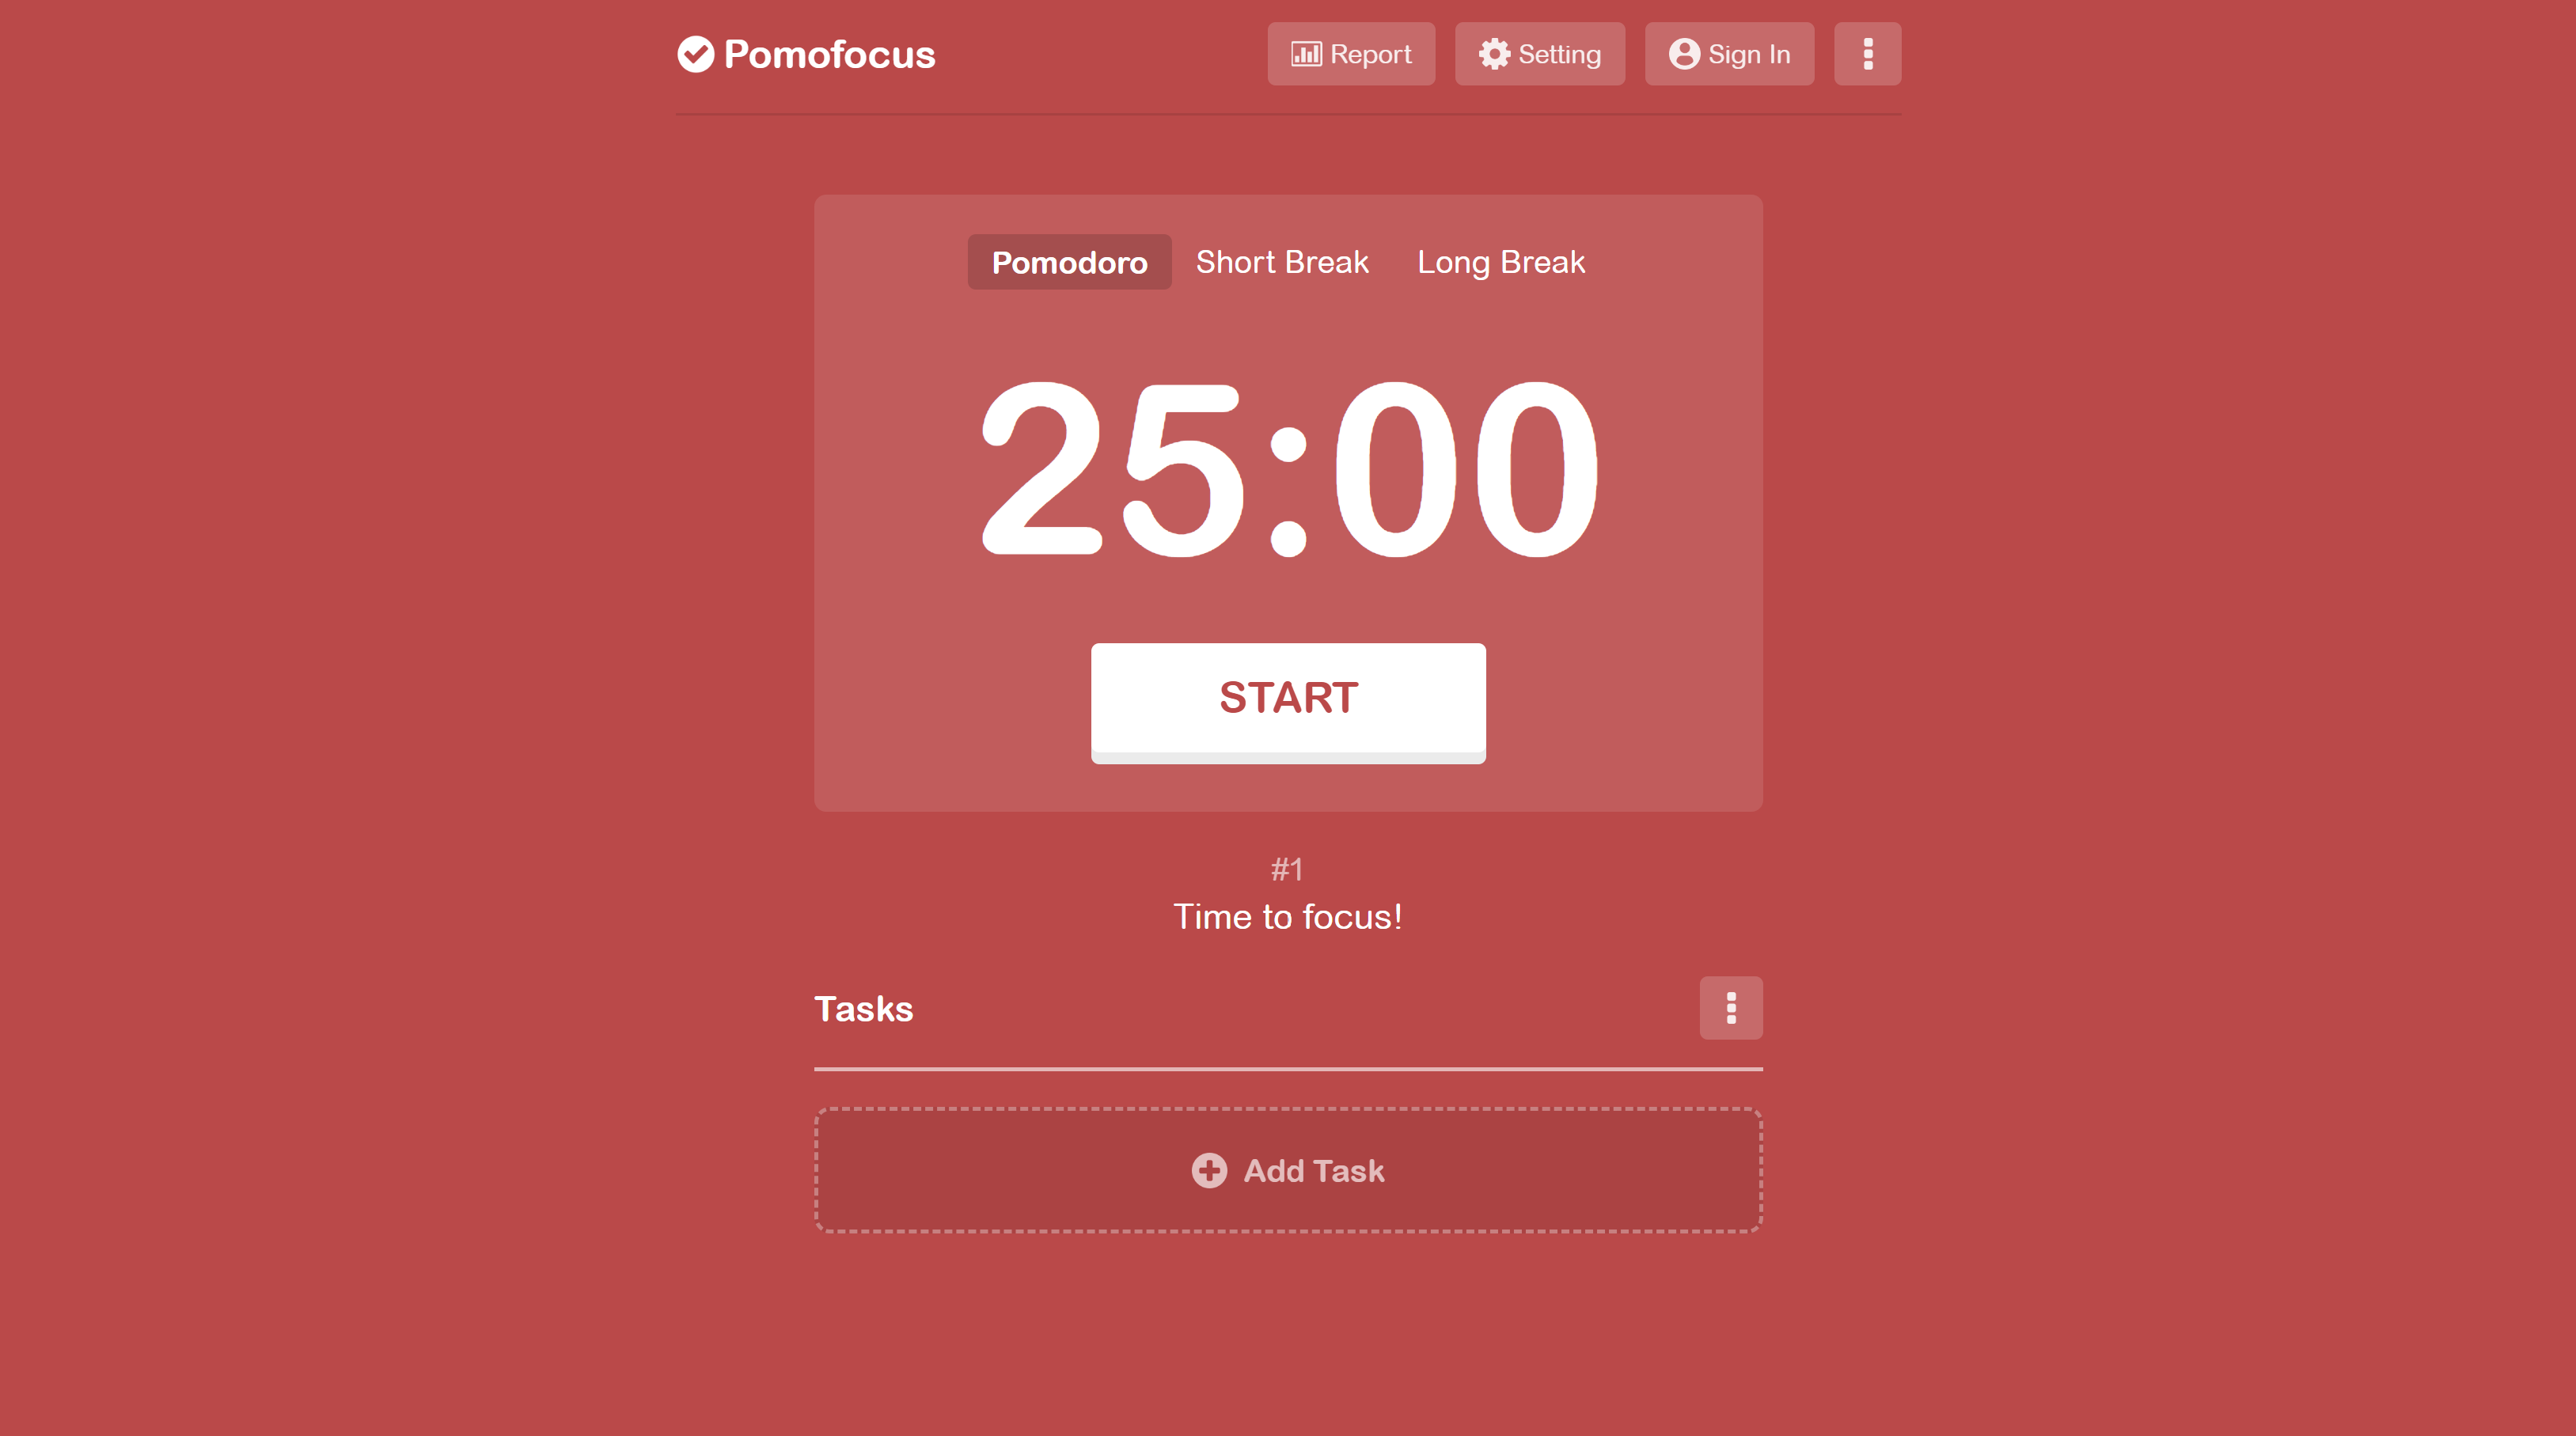 Pomofocus
Report
Setting
Sign In
Pomodoro
Short Break
Long Break
25:00
START
#1
Time to focus!
Tasks
Add Task